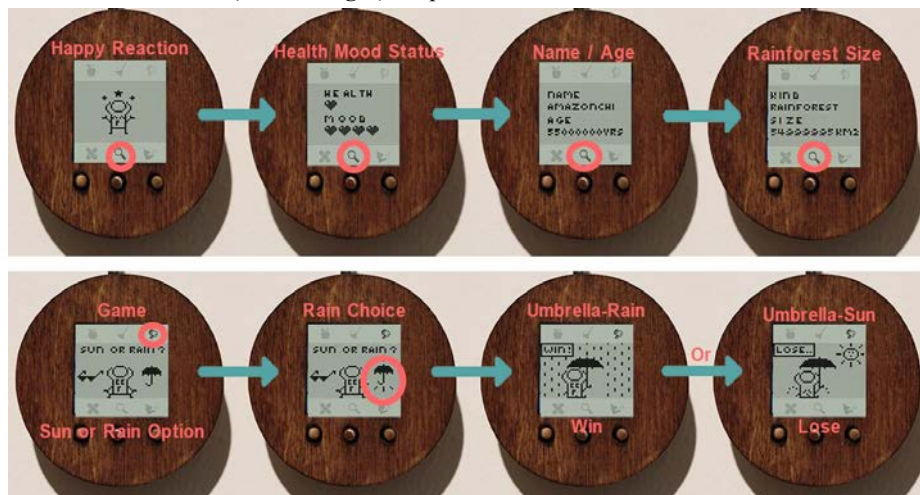 Happy Reaction
Health Mood Status
HEALTH
MOOD
Name / Age
NAME
AMAZONCHI
AGE
55000000YRS
Rainforest Size
KIND
RAINFOREST
SIZE
Game
SUN OR RAIN?
Sun or Rain Option
Rain Choice
SUN OR RAIN?
Umbrella-Rain
WIN!
Win
Or
Umbrella-Sun
LOSE..
Lose